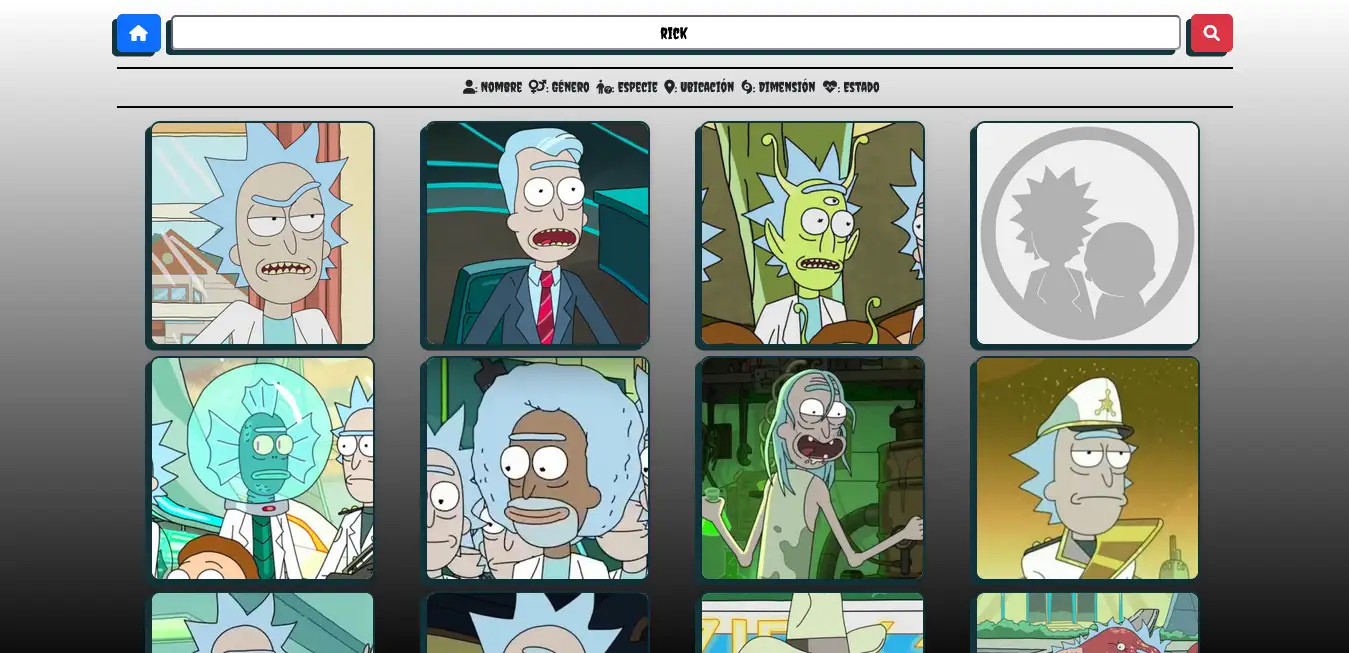 RICK
: NOMBRE : GÉNERO : ESPECIE : UBICACIÓN : DIMENSIÓN : ESTADO